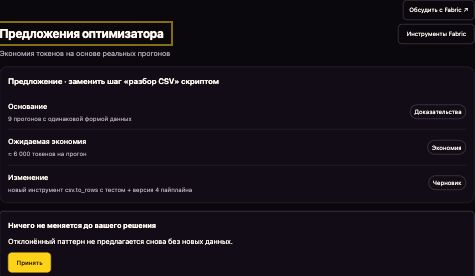 Обсудить с Fabric ↗
Предложения оптимизатора
Инструменты Fabric
Экономия токенов на основе реальных прогонов
Предложение · заменить шаг «разбор CSV» скриптом
Основание
9 прогонов с одинаковой формой данных
Доказательства
Ожидаемая экономия
≈ 6 000 токенов на прогон
Экономия
Изменение
новый инструмент csv.to_rows с тестом + версия 4 пайплайна
Черновик
Ничего не меняется до вашего решения
Отклонённый паттерн не предлагается снова без новых данных.
Принять